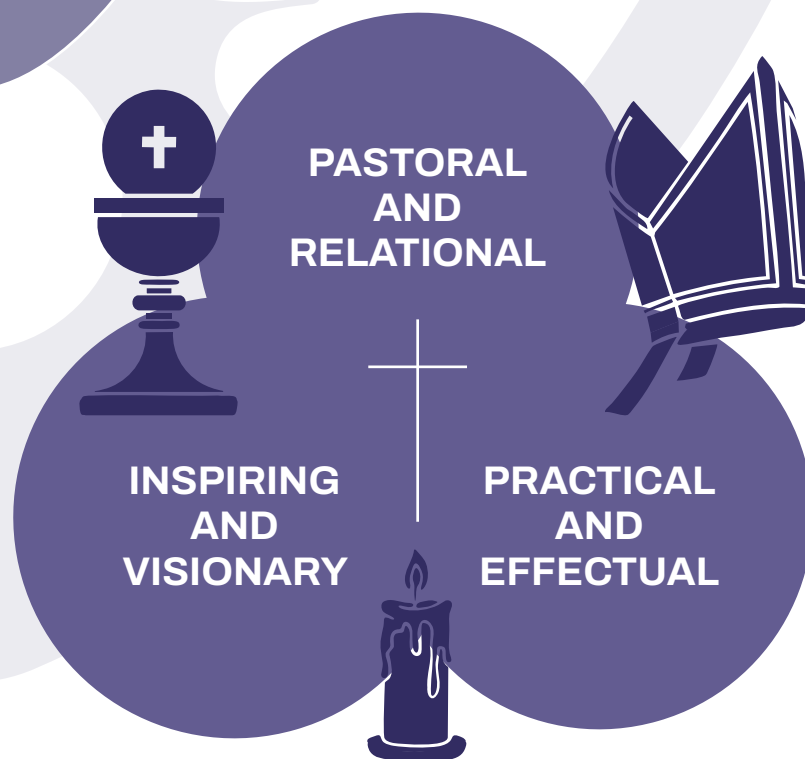 PASTORAL
AND
RELATIONAL
INSPIRING
AND
VISIONARY
PRACTICAL
AND
EFFECTUAL